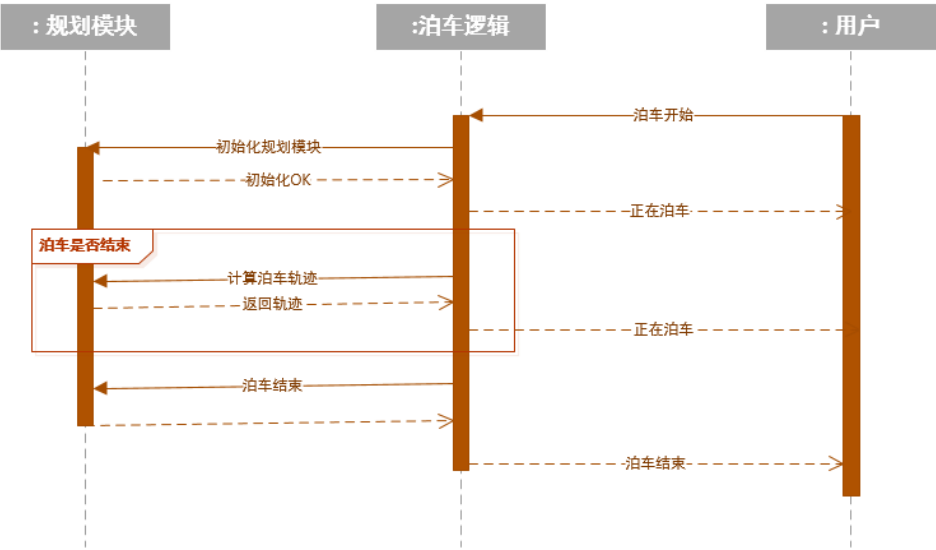 : 规划模块
:泊车逻辑
: 用户
泊车开始
初始化规划模块
初始化OK
正在泊车
泊车是否结束
计算泊车轨迹
返回轨迹
正在泊车
泊车结束
泊车结束